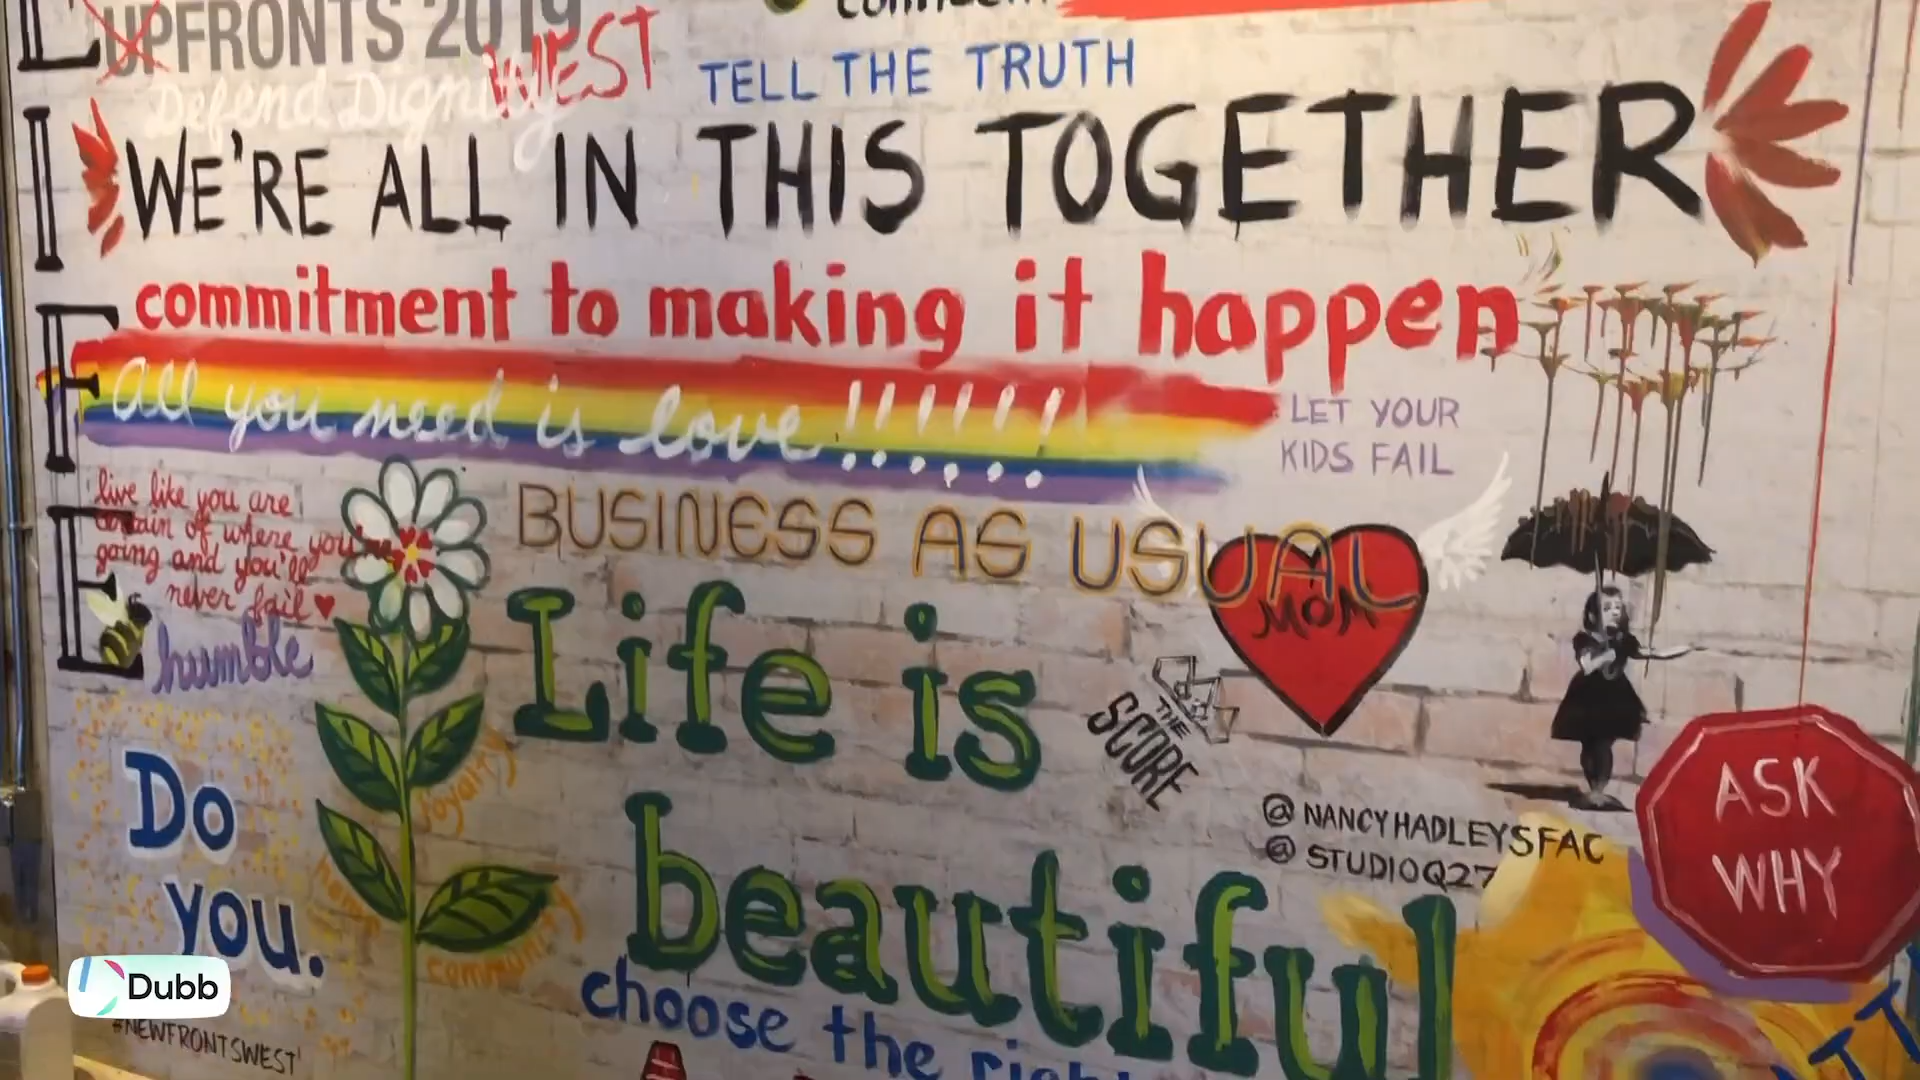 UPFRONTS 2019
WEST
Defend Dignity
TELL THE TRUTH
WE'RE ALL IN THIS TOGETHER
commitment to making it happen
All you need is love!!!!!!!
LET YOUR
KIDS FAIL
L
I
F
E
live like you are
certain of where you're
going and you'll
never fail
humble
BUSINESS AS USUAL
MOM
Life is
beautiful
THE
SCORE
@NANCYHADLEYSFAC
@STUDIOQ27
ASK
WHY
Do
you.
loyalty
community
choose the
Dubb
#NEWFRONTSWEST